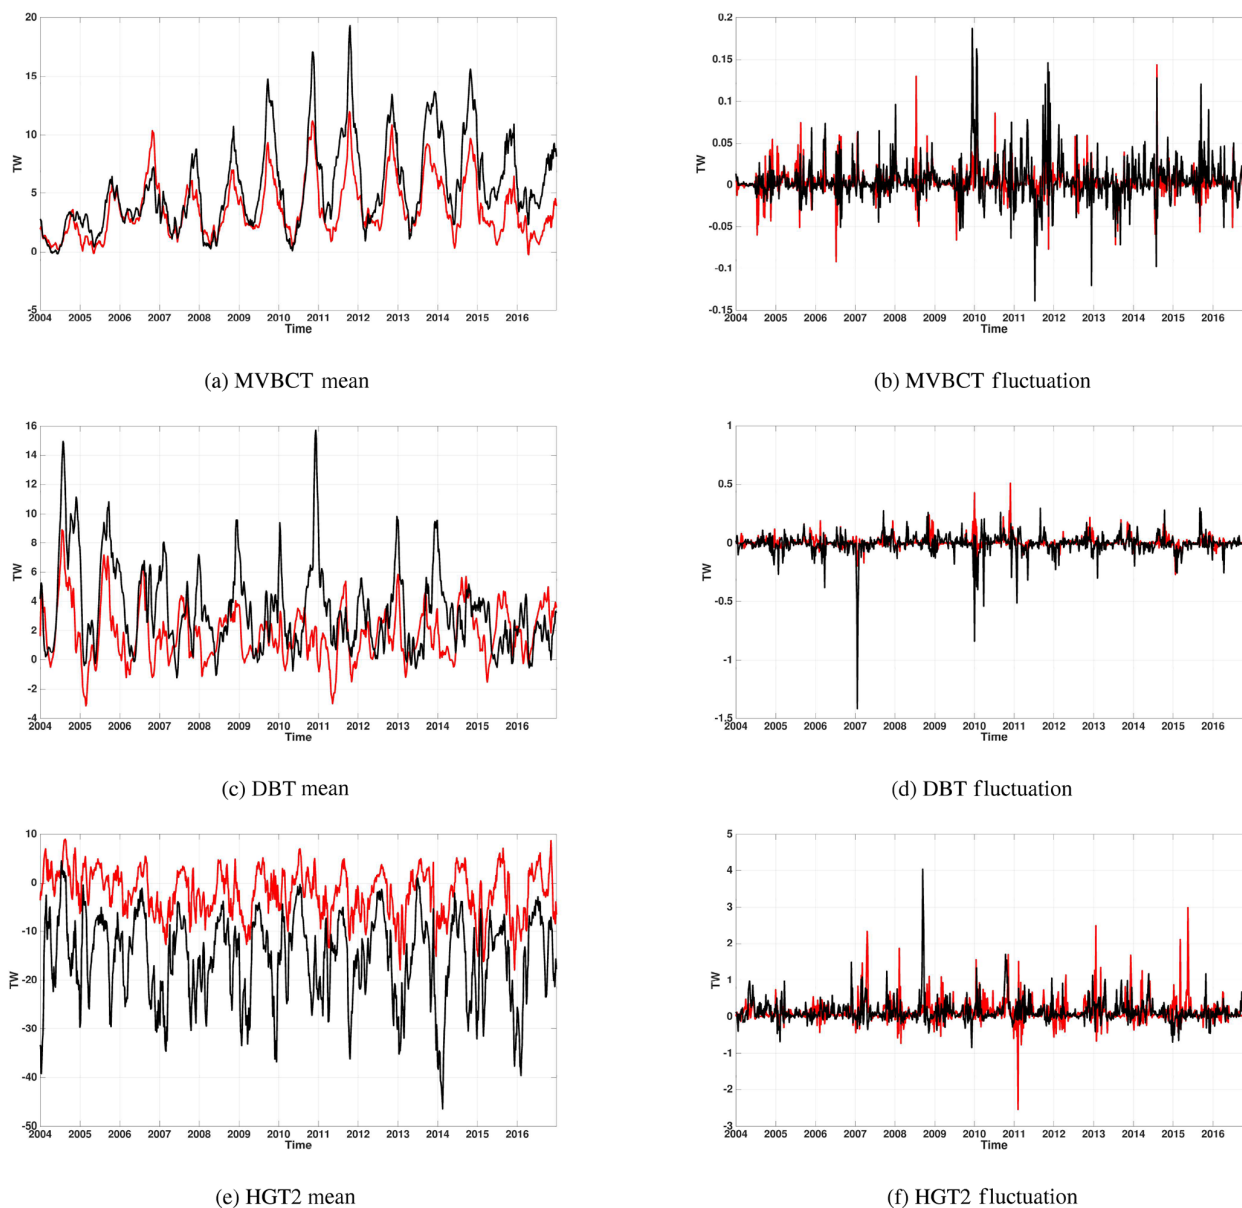 20
15
10
5
0
-5
TW
2004 2005 2006 2007 2008 2009 2010 2011 2012 2013 2014 2015 2016
Time
(a) MVBCT mean
0.2
0.15
0.1
0.05
0
-0.05
-0.1
-0.15
TW
2004 2005 2006 2007 2008 2009 2010 2011 2012 2013 2014 2015 2016
Time
(b) MVBCT fluctuation
16
14
12
10
8
6
4
2
0
-2
-4
TW
2004 2005 2006 2007 2008 2009 2010 2011 2012 2013 2014 2015 2016
Time
(c) DBT mean
1
0.5
0
-0.5
-1
-1.5
TW
2004 2005 2006 2007 2008 2009 2010 2011 2012 2013 2014 2015 2016
Time
(d) DBT fluctuation
10
0
-10
-20
-30
-40
-50
TW
2004 2005 2006 2007 2008 2009 2010 2011 2012 2013 2014 2015 2016
Time
(e) HGT2 mean
5
4
3
2
1
0
-1
-2
-3
TW
2004 2005 2006 2007 2008 2009 2010 2011 2012 2013 2014 2015 2016
Time
(f) HGT2 fluctuation